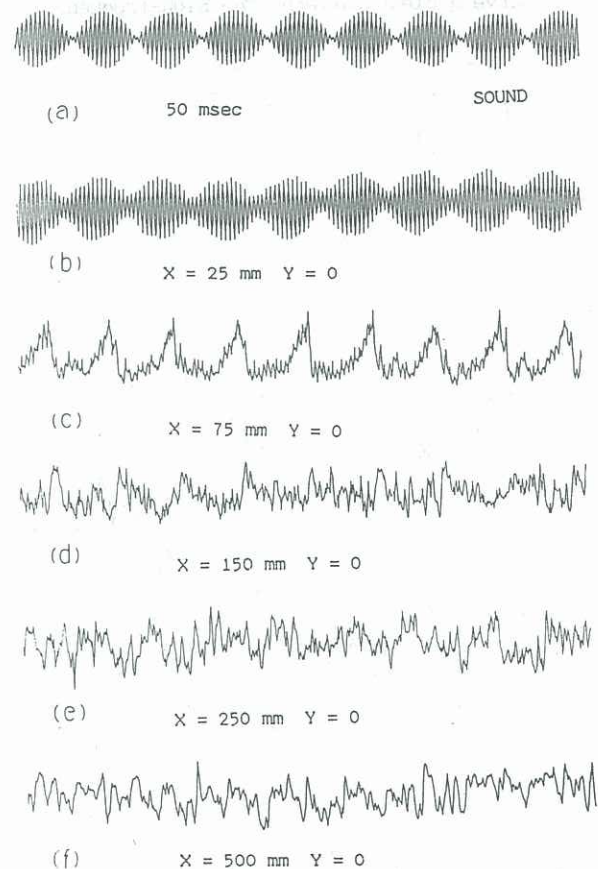 (a) 50 msec SOUND
(b) X = 25 mm Y = 0
(c) X = 75 mm Y = 0
(d) X = 150 mm Y = 0
(e) X = 250 mm Y = 0
(f) X = 500 mm Y = 0